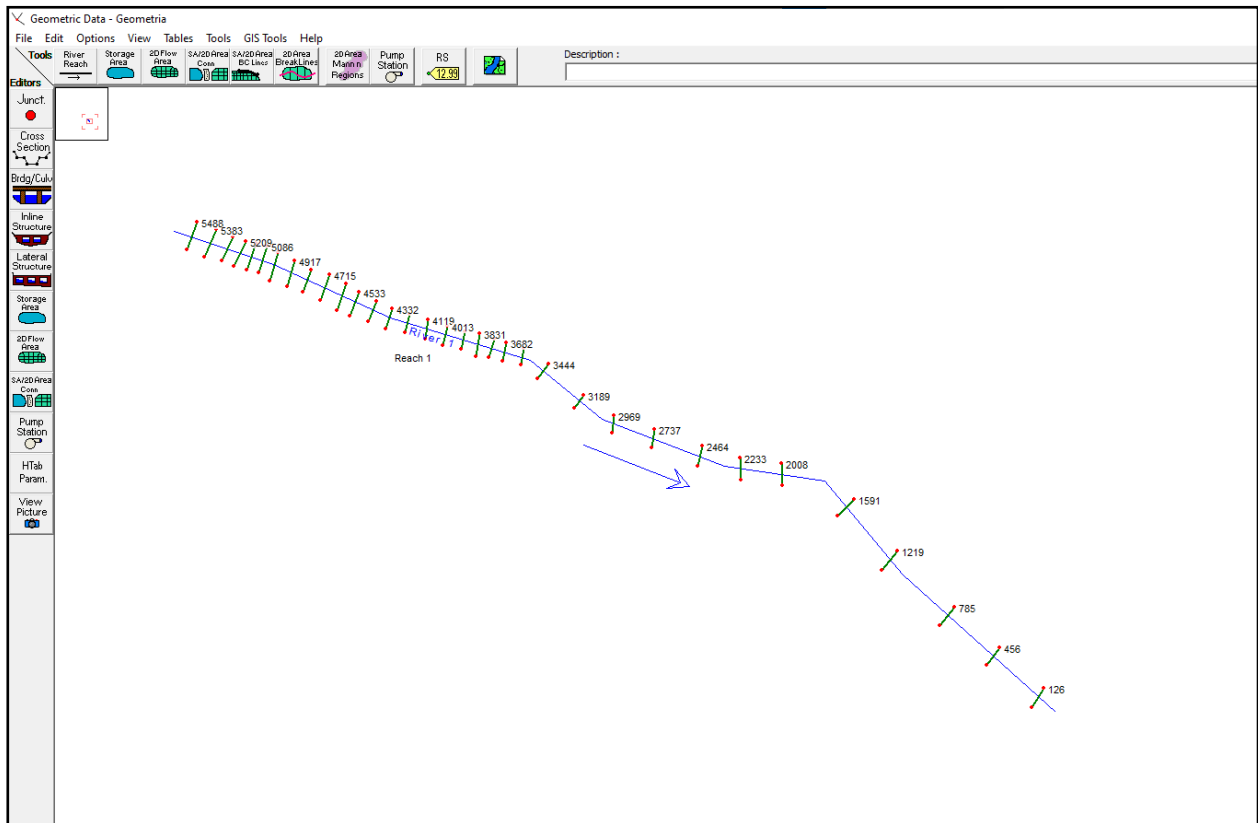 Geometric Data - Geometria
File Edit Options View Tables Tools GIS Tools Help
Tools
Editors
River
Reach
Storage
Area
2D Flow
Area
SA/2D Area
Conn
SA/2D Area
BC Lines
2D Area
BreakLines
2D Area
Mann n
Regions
Pump
Station
RS
12.99
Description :
Junct.
Cross
Section
Brdg/Culv
Inline
Structure
Lateral
Structure
Storage
Area
2D Flow
Area
SA/2D Area
Conn
Pump
Station
HTab
Param.
View
Picture
5488
5383
5209
5086
4917
4715
4533
4332
4119
4013
3831
3682
River 1
Reach 1
3444
3189
2969
2737
2464
2233
2008
1591
1219
785
456
126